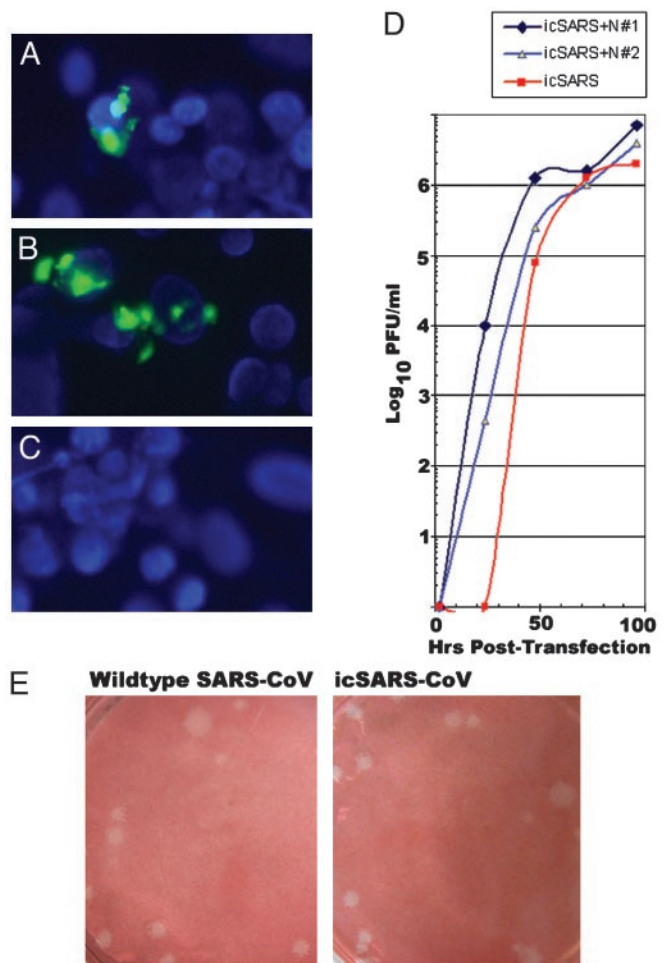 A
B
C
D
icSARS+N#1
icSARS+N#2
icSARS
6
5
4
3
2
1
Log10 PFU/ml
0 50 100
Hrs Post-Transfection
E
Wildtype SARS-CoV icSARS-CoV